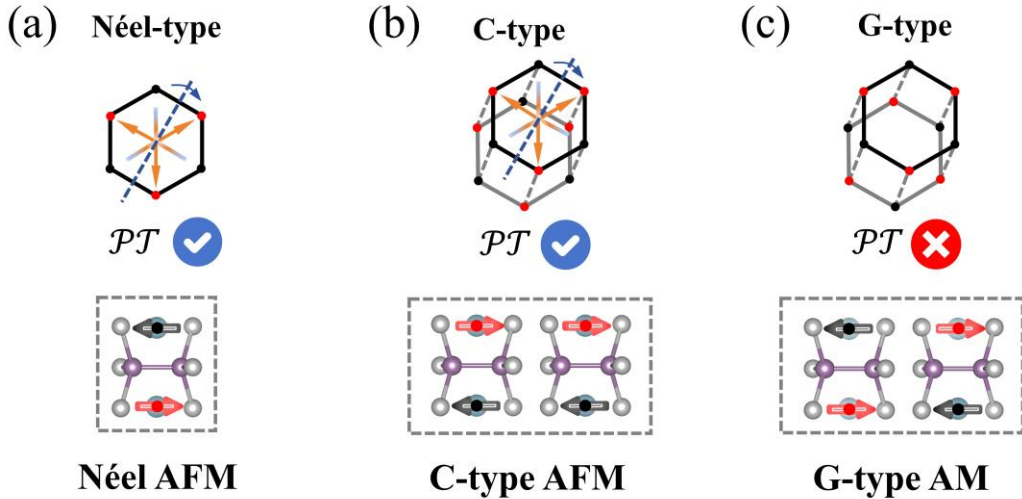 (a) Néel-type
(b) C-type
(c) G-type
𝒫𝒯
𝒫𝒯
𝒫𝒯
Néel AFM
C-type AFM
G-type AM